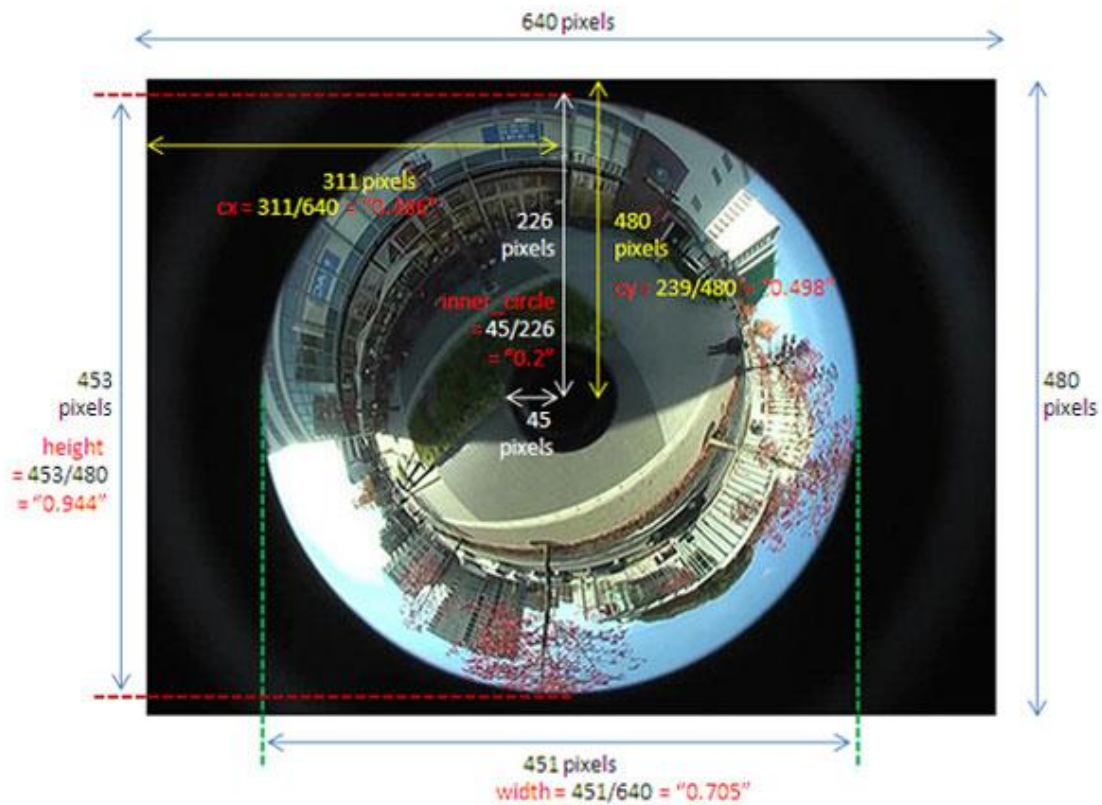 640 pixels
311 pixels
cx = 311/640 = "0.486"
226
pixels
480
pixels
cy = 239/480 = "0.498"
inner_circle
= 45/226
= "0.2"
45
pixels
453
pixels
height
= 453/480
= "0.944"
480
pixels
451 pixels
width = 451/640 = "0.705"